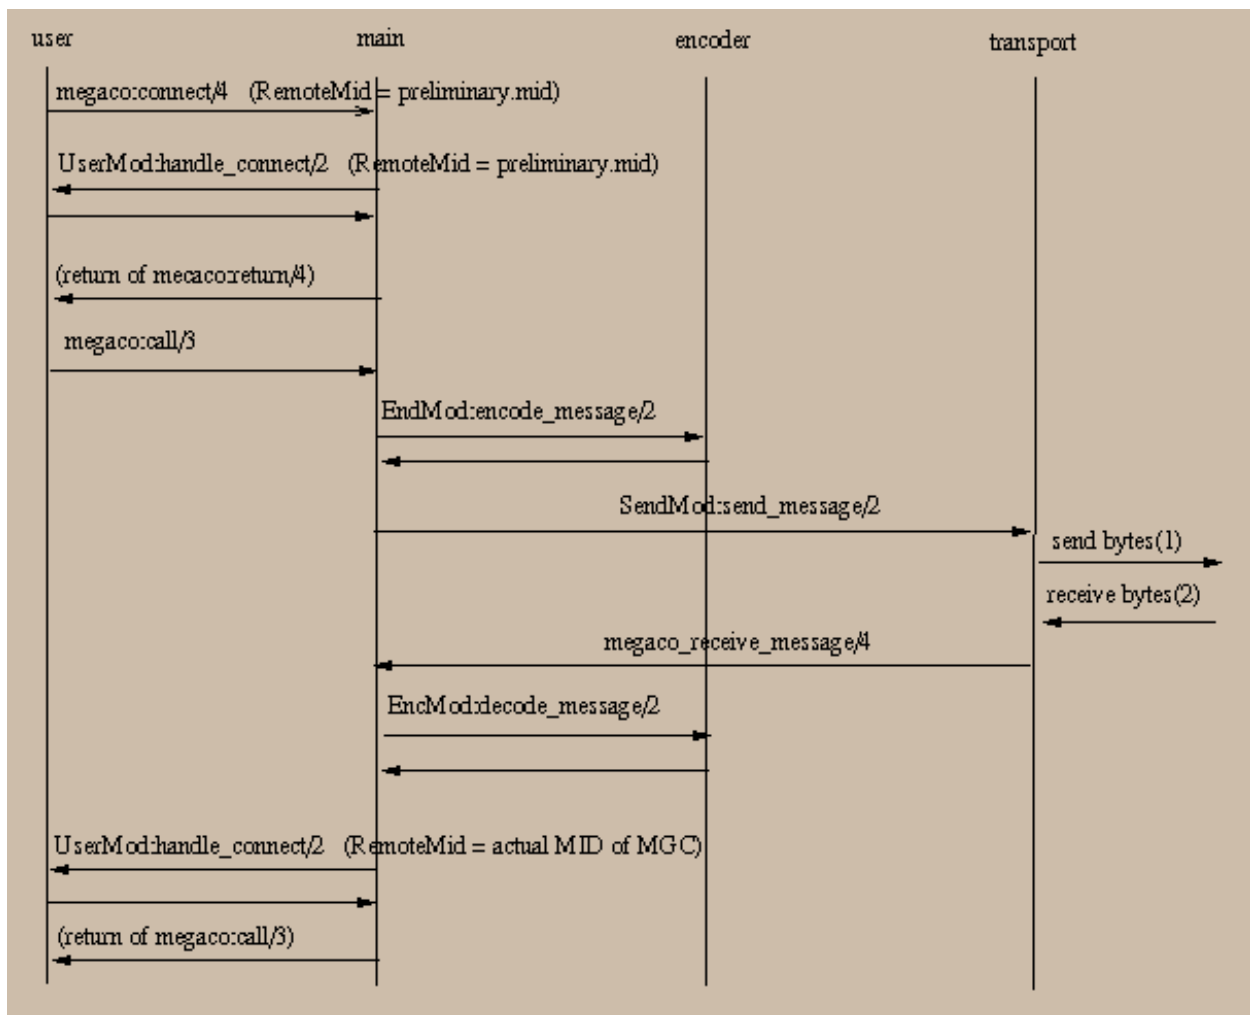 user main encoder transport
megaco:connect/4 (RemoteMid = preliminary.mid)
UserMod:handle_connect/2 (RemoteMid = preliminary.mid)
(return of mecaco:return/4)
megaco:call/3
EndMod:encode_message/2
SendMod:send_message/2
send bytes(1)
receive bytes(2)
megaco_receive_message/4
EncMod:decode_message/2
UserMod:handle_connect/2 (RemoteMid = actual MID of MGC)
(return of megaco:call/3)